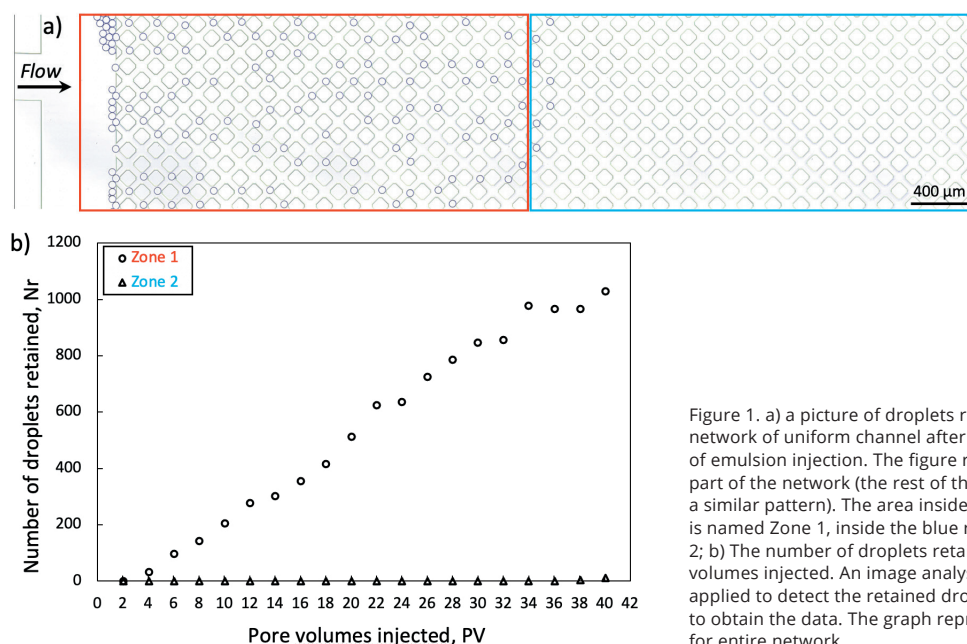 a)
Flow
400 µm
b)
1200
1000
800
600
400
200
0
Number of droplets retained, Nr
Zone 1
Zone 2
0 2 4 6 8 10 12 14 16 18 20 22 24 26 28 30 32 34 36 38 40 42
Pore volumes injected, PV
Figure 1. a) a picture of droplets r
network of uniform channel after
of emulsion injection. The figure r
part of the network (the rest of th
a similar pattern). The area inside
is named Zone 1, inside the blue r
2; b) The number of droplets reta
volumes injected. An image analys
applied to detect the retained dro
to obtain the data. The graph repr
for entire network.